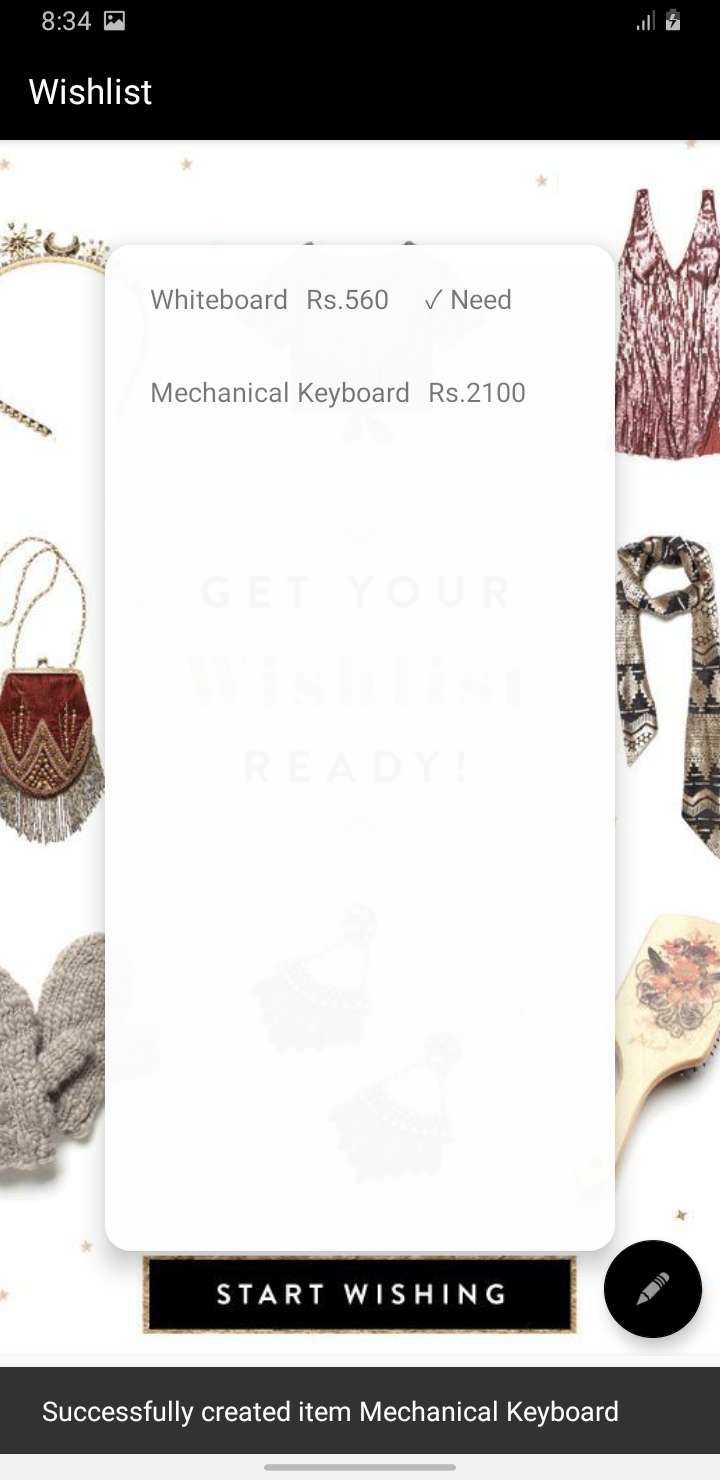 8:34
Wishlist
Whiteboard Rs.560 ✓ Need
Mechanical Keyboard Rs.2100
GET YOUR
Wishlist
READY!
START WISHING
Successfully created item Mechanical Keyboard